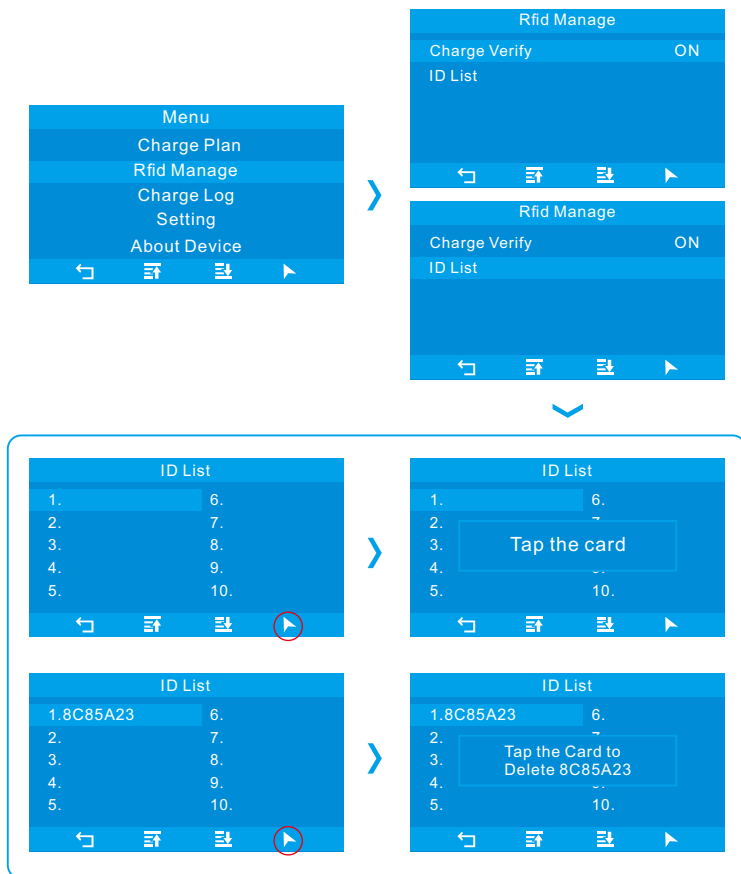 Menu
Charge Plan
Rfid Manage
Charge Log
Setting
About Device
Rfid Manage
Charge Verify ON
ID List
Rfid Manage
Charge Verify ON
ID List
ID List
1. 6.
2. 7.
3. 8.
4. 9.
5. 10.
ID List
1. 6.
2.
3. Tap the card
4.
5. 10.
ID List
1.8C85A23 6.
2. 7.
3. 8.
4. 9.
5. 10.
ID List
1.8C85A23 6.
2.
Tap the Card to
3.
Delete 8C85A23
4.
5. 10.